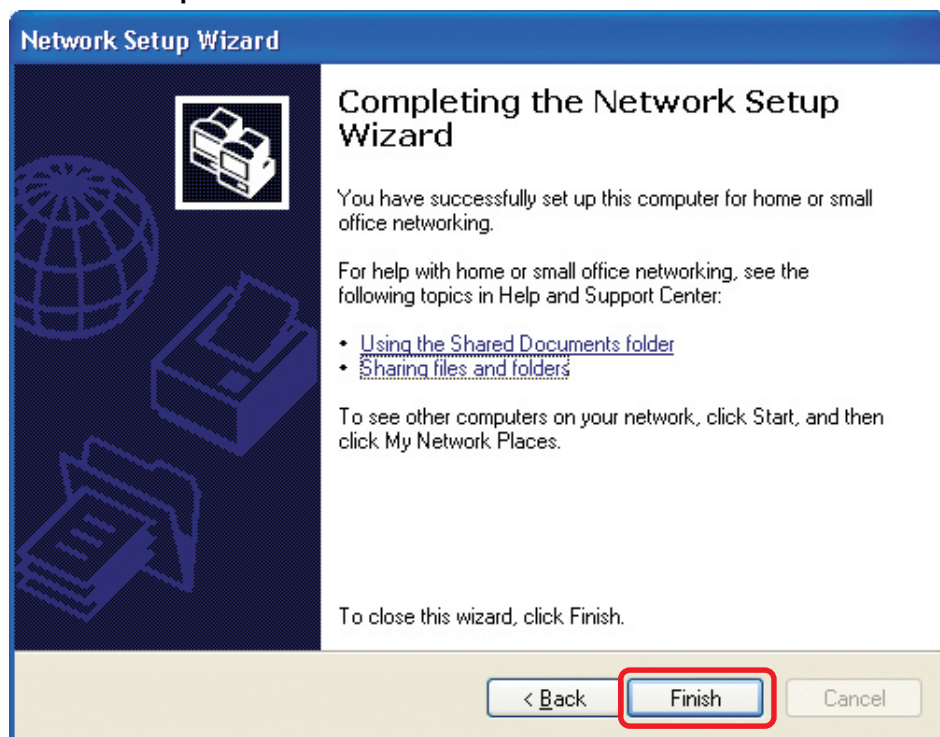 Network Setup Wizard
Completing the Network Setup
Wizard
You have successfully set up this computer for home or small
office networking.
For help with home or small office networking, see the
following topics in Help and Support Center:
• Using the Shared Documents folder
• Sharing files and folders
To see other computers on your network, click Start, and then
click My Network Places.
To close this wizard, click Finish.
< Back Finish Cancel